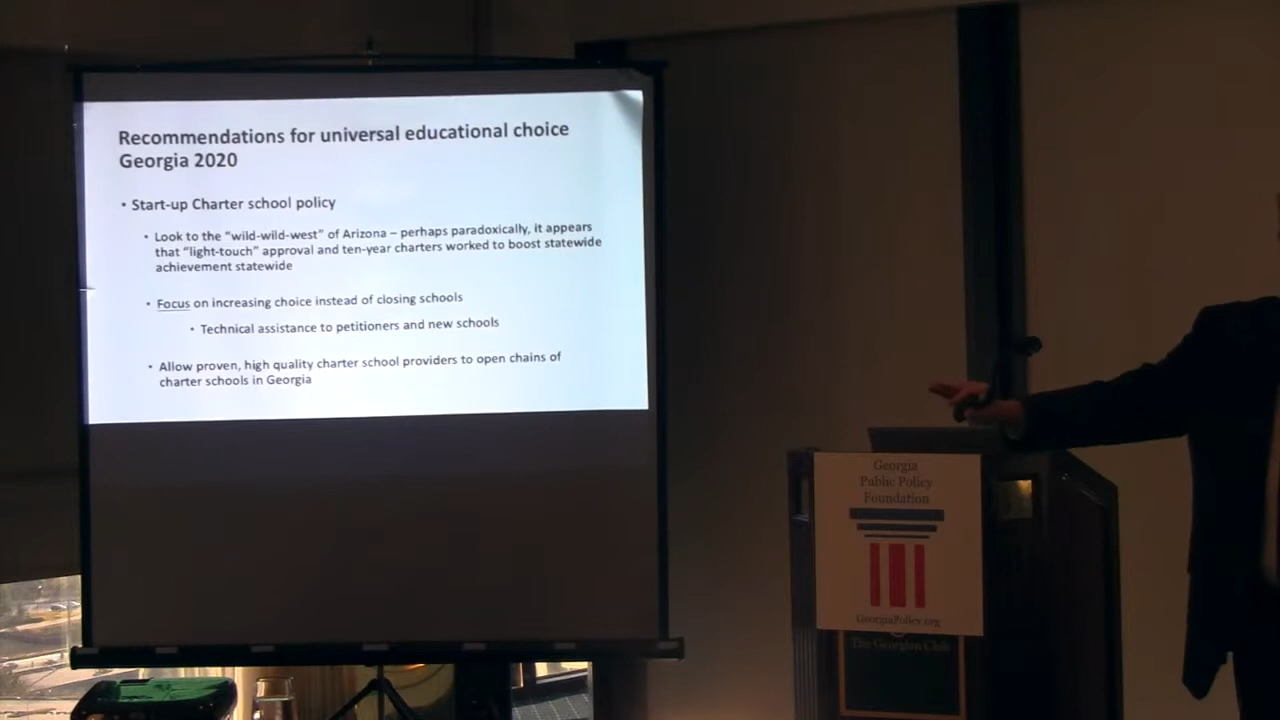 Recommendations for universal educational choice
Georgia 2020
• Start-up Charter school policy
• Look to the “wild-wild-west” of Arizona – perhaps paradoxically, it appears
that “light-touch” approval and ten-year charters worked to boost statewide
achievement statewide
• Focus on increasing choice instead of closing schools
• Technical assistance to petitioners and new schools
• Allow proven, high quality charter school providers to open chains of
charter schools in Georgia
Georgia
Public Policy
Foundation
GeorgiaPolicy.org
The Georgian Club